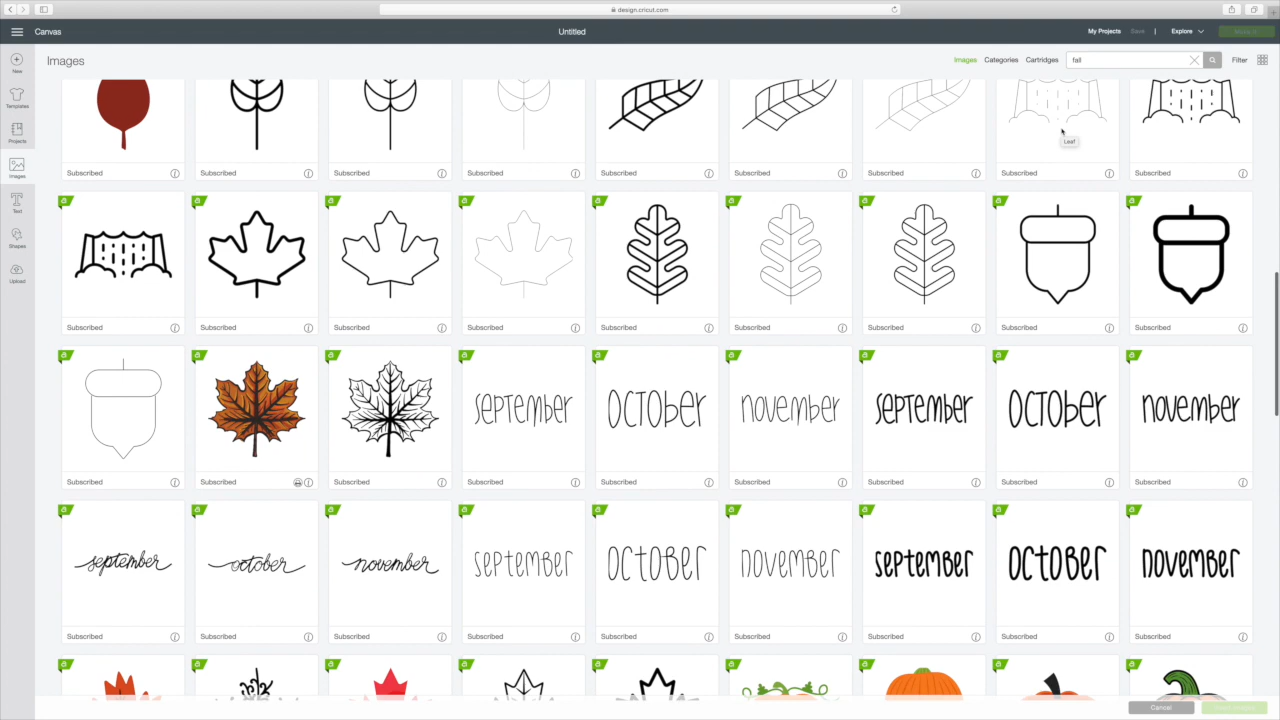 design.cricut.com
Canvas
Untitled
My Projects
Save
Explore
New
Images
Images
Categories
Cartridges
fall
Filter
Templates
Projects
Images
Text
Shapes
Upload
Leaf
Subscribed Subscribed Subscribed Subscribed Subscribed Subscribed Subscribed Subscribed Subscribed
Subscribed Subscribed Subscribed Subscribed Subscribed Subscribed Subscribed Subscribed Subscribed
september OCTOber november september OCTOber november
Subscribed Subscribed Subscribed Subscribed Subscribed Subscribed Subscribed Subscribed Subscribed
september october november september OCTOber november september OCTOber november
Subscribed Subscribed Subscribed Subscribed Subscribed Subscribed Subscribed Subscribed Subscribed
Cancel